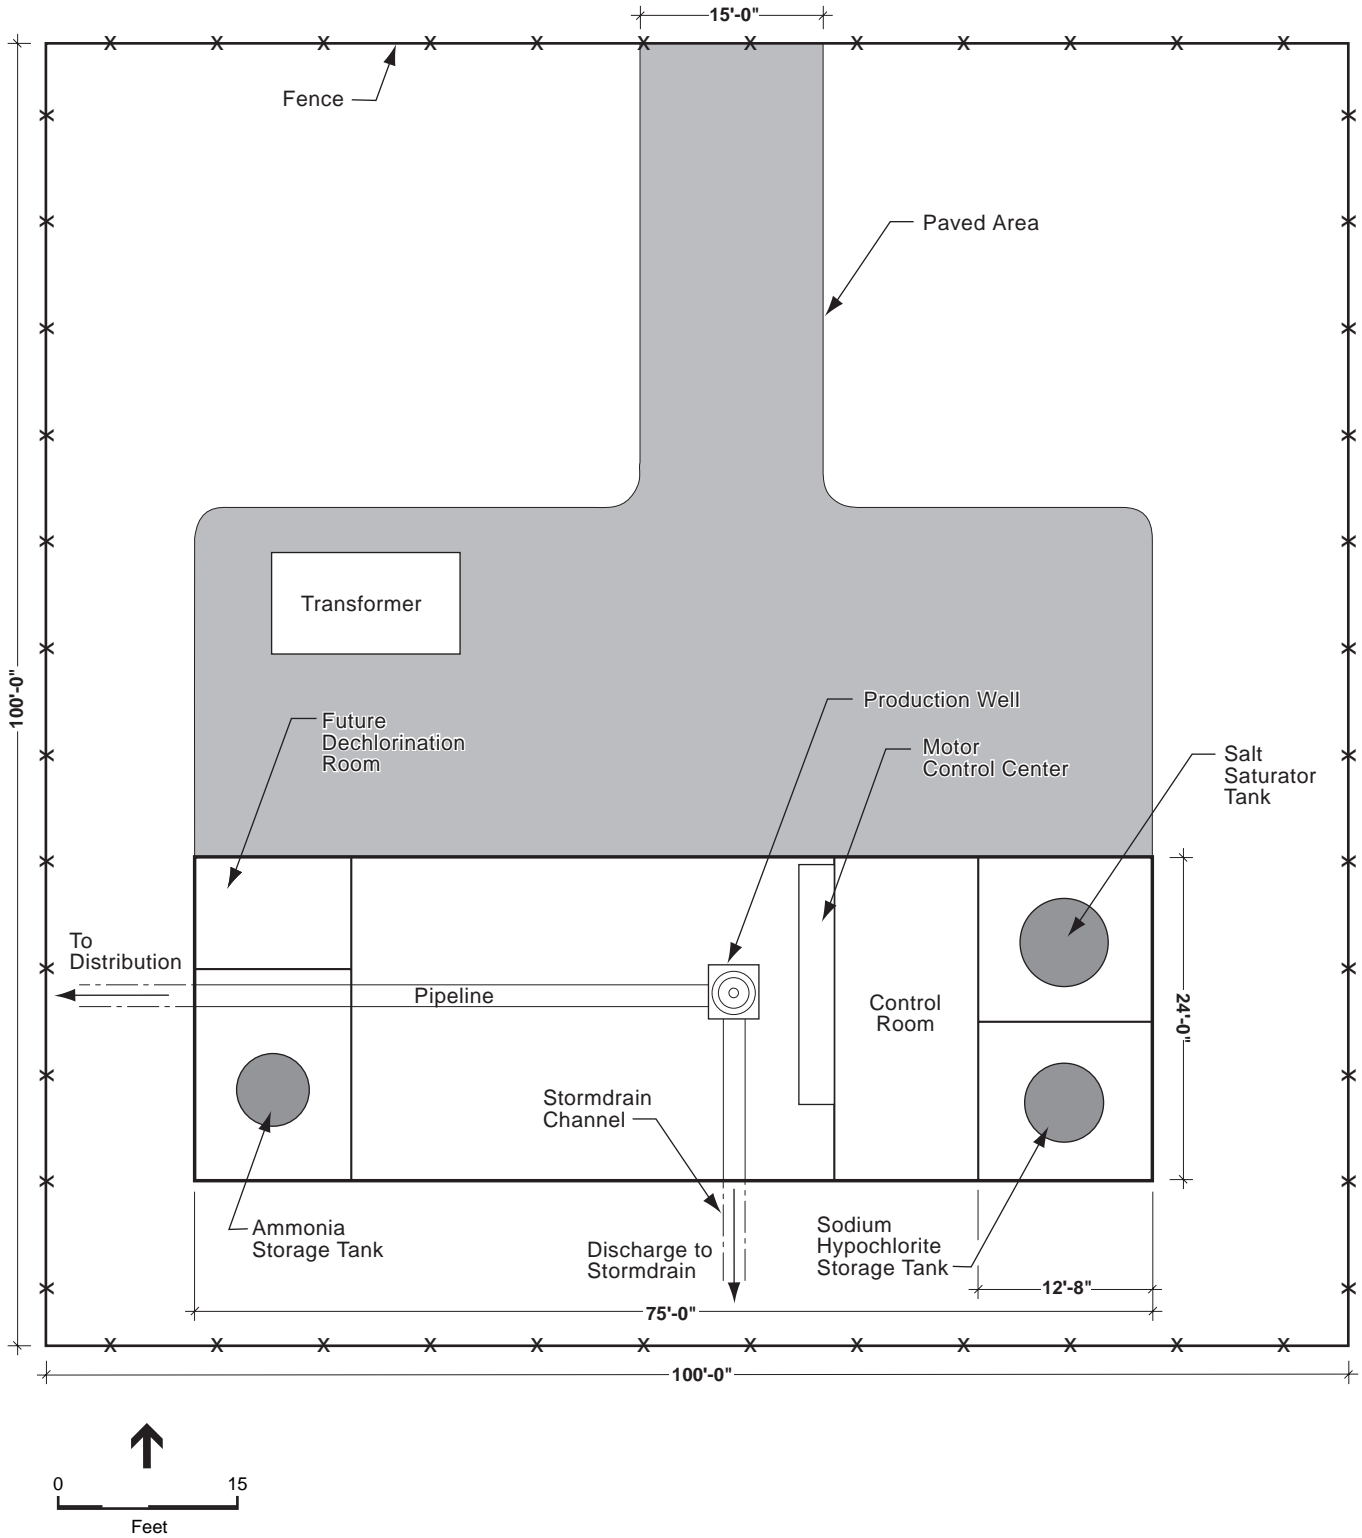 15'-0"
Fence
Paved Area
Transformer
100'-0"
Production Well
Future
Dechlorination
Room
Motor
Control Center
Salt
Saturator
Tank
To
Distribution
Pipeline
Control
Room
24'-0"
Stormdrain
Channel
Ammonia
Storage Tank
Discharge to
Stormdrain
Sodium
Hypochlorite
Storage Tank
12'-8"
75'-0"
100'-0"
0 15
Feet